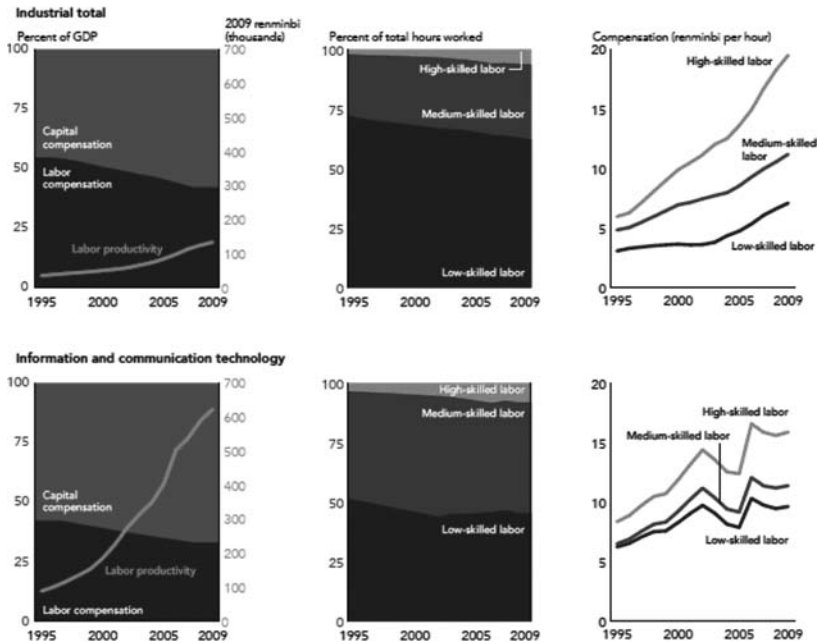 Industrial total
Percent of GDP
2009 renminbi
(thousands)
100
75
50
25
0
700
600
500
400
300
200
100
0
Capital
compensation
Labor
compensation
Labor productivity
1995
2000
2005
2009
Percent of total hours worked
100
75
50
25
0
High-skilled labor
Medium-skilled labor
Low-skilled labor
1995
2000
2005
2009
Compensation (renminbi per hour)
20
15
10
5
0
High-skilled labor
Medium-skilled
labor
Low-skilled labor
1995
2000
2005
2009
Information and communication technology
100
75
50
25
0
700
600
500
400
300
200
100
0
Capital
compensation
Labor productivity
Labor compensation
1995
2000
2005
2009
100
75
50
25
0
High-skilled labor
Medium-skilled labor
Low-skilled labor
1995
2000
2005
2009
20
15
10
5
0
High-skilled labor
Medium-skilled labor
Low-skilled labor
1995
2000
2005
2009